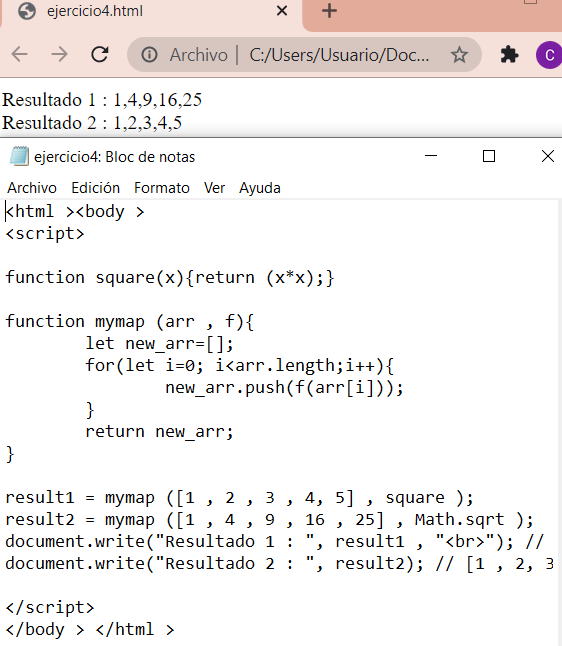 ejercicio4.html
Archivo | C:/Users/Usuario/Doc...
C
Resultado 1 : 1,4,9,16,25
Resultado 2 : 1,2,3,4,5
ejercicio4: Bloc de notas
Archivo Edición Formato Ver Ayuda
<html ><body >
<script>
function square(x){return (x*x);}
function mymap (arr , f){
let new_arr=[];
for(let i=0; i<arr.length;i++){
new_arr.push(f(arr[i]));
}
return new_arr;
}
result1 = mymap ([1 , 2 , 3 , 4, 5] , square );
result2 = mymap ([1 , 4 , 9 , 16 , 25] , Math.sqrt );
document.write("Resultado 1 : ", result1 , "<br>"); //
document.write("Resultado 2 : ", result2); // [1 , 2, 3
</script>
</body > </html >